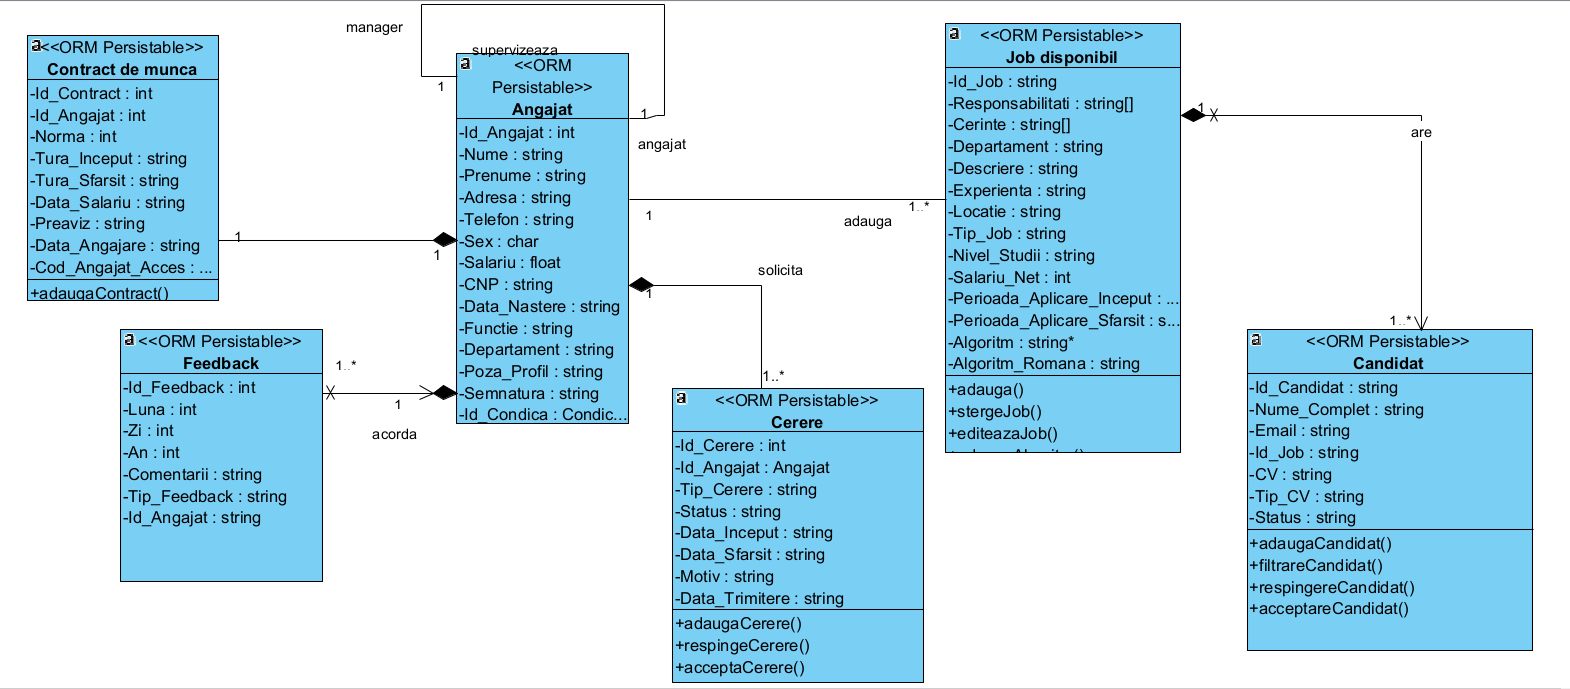 <<ORM Persistable>>
Contract de munca
-Id_Contract : int
-Id_Angajat : int
-Norma : int
-Tura_Inceput : string
-Tura_Sfarsit : string
-Data_Salariu : string
-Preaviz : string
-Data_Angajare : string
-Cod_Angajat_Acces : ...
+adaugaContract()
manager
supervizeaza
1
1
angajat
<<ORM
Persistable>>
Angajat
-Id_Angajat : int
-Nume : string
-Prenume : string
-Adresa : string
-Telefon : string
-Sex : char
-Salariu : float
-CNP : string
-Data_Nastere : string
-Functie : string
-Departament : string
-Poza_Profil : string
-Semnatura : string
-Id_Condica : Condic...
1
1
1
1..*
adauga
<<ORM Persistable>>
Job disponibil
-Id_Job : string
-Responsabilitati : string[]
-Cerinte : string[]
-Departament : string
-Descriere : string
-Experienta : string
-Locatie : string
-Tip_Job : string
-Nivel_Studii : string
-Salariu_Net : int
-Perioada_Aplicare_Inceput : ...
-Perioada_Aplicare_Sfarsit : s...
-Algoritm : string*
-Algoritm_Romana : string
+adauga()
+stergeJob()
+editeazaJob()
1
are
1..*
<<ORM Persistable>>
Feedback
-Id_Feedback : int
-Luna : int
-Zi : int
-An : int
-Comentarii : string
-Tip_Feedback : string
-Id_Angajat : string
1..*
1
acorda
solicita
1
1..*
<<ORM Persistable>>
Cerere
-Id_Cerere : int
-Id_Angajat : Angajat
-Tip_Cerere : string
-Status : string
-Data_Inceput : string
-Data_Sfarsit : string
-Motiv : string
-Data_Trimitere : string
+adaugaCerere()
+respingeCerere()
+acceptaCerere()
<<ORM Persistable>>
Candidat
-Id_Candidat : string
-Nume_Complet : string
-Email : string
-Id_Job : string
-CV : string
-Tip_CV : string
-Status : string
+adaugaCandidat()
+filtrareCandidat()
+respingereCandidat()
+acceptareCandidat()